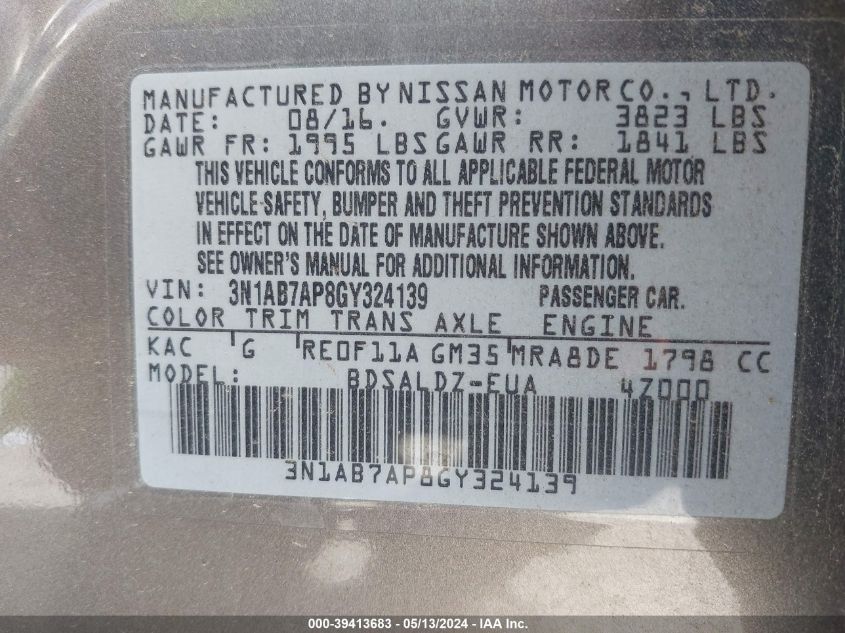 MANUFACTURED BY NISSAN MOTOR CO., LTD.
DATE: 08/16. GVWR: 3823 LBS
GAWR FR: 1995 LBS GAWR RR: 1841 LBS
THIS VEHICLE CONFORMS TO ALL APPLICABLE FEDERAL MOTOR
VEHICLE SAFETY, BUMPER AND THEFT PREVENTION STANDARDS
IN EFFECT ON THE DATE OF MANUFACTURE SHOWN ABOVE.
SEE OWNER'S MANUAL FOR ADDITIONAL INFORMATION.
VIN: 3N1AB7AP8GY324139 PASSENGER CAR.
COLOR TRIM TRANS AXLE ENGINE
KAC G RE0F11A GM35 MRA8DE 1798 CC
MODEL: BDSALDZ-EUA 4Z000
3N1AB7AP8GY324139
000-39413683 - 05/13/2024 - IAA Inc.